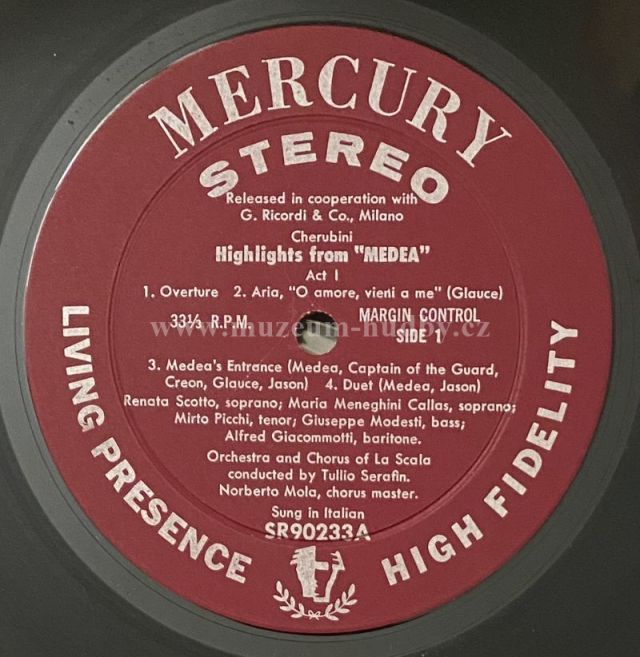 MERCURY
STEREO
Released in cooperation with
G. Ricordi & Co., Milano
Cherubini
Highlights from "MEDEA"
Act I
1. Overture 2. Aria, "O amore, vieni a me" (Glauce)
33⅓ R.P.M. MARGIN CONTROL
SIDE 1
www.muzeum-hudby.cz
3. Medea's Entrance (Medea, Captain of the Guard,
Creon, Glauce, Jason) 4. Duet (Medea, Jason)
Renata Scotto, soprano; Maria Meneghini Callas, soprano;
Mirto Picchi, tenor; Giuseppe Modesti, bass;
Alfred Giacommotti, baritone.
Orchestra and Chorus of La Scala
conducted by Tullio Serafin.
Norberto Mola, chorus master.
Sung in Italian
SR90233A
LIVING PRESENCE
HIGH FIDELITY